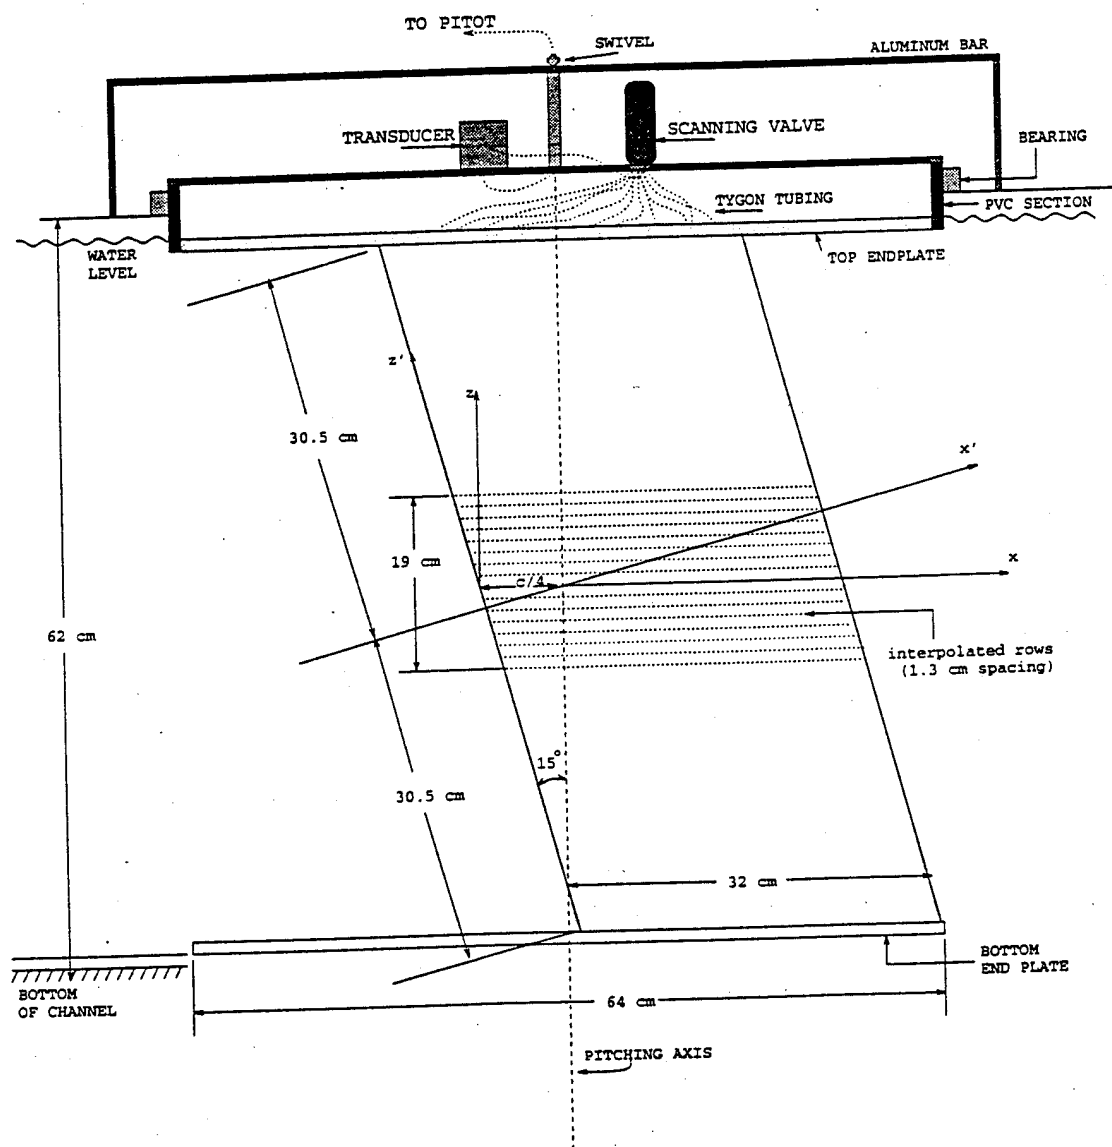 TO PITOT
SWIVEL
ALUMINUM BAR
TRANSDUCER
SCANNING VALVE
BEARING
TYGON TUBING
PVC SECTION
WATER
LEVEL
TOP ENDPLATE
z'
z
30.5 cm
x'
19 cm
c/4
x
62 cm
interpolated rows
(1.3 cm spacing)
15°
30.5 cm
32 cm
BOTTOM
END PLATE
BOTTOM
OF CHANNEL
64 cm
PITCHING AXIS